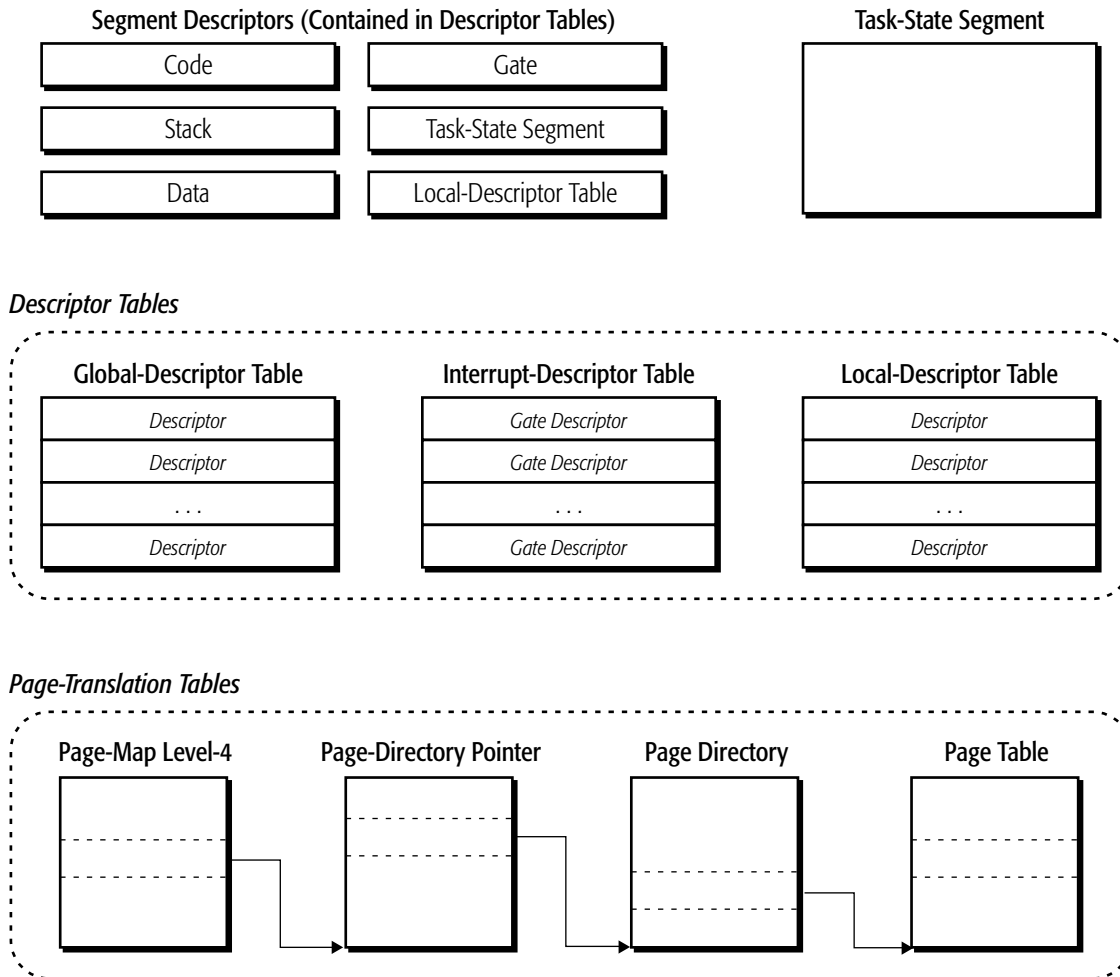 Segment Descriptors (Contained in Descriptor Tables)
Task-State Segment
Code
Gate
Stack
Task-State Segment
Data
Local-Descriptor Table
Descriptor Tables
Global-Descriptor Table
Interrupt-Descriptor Table
Local-Descriptor Table
Descriptor
Gate Descriptor
Descriptor
Descriptor
Gate Descriptor
Descriptor
. . .
. . .
. . .
Descriptor
Gate Descriptor
Descriptor
Page-Translation Tables
Page-Map Level-4
Page-Directory Pointer
Page Directory
Page Table